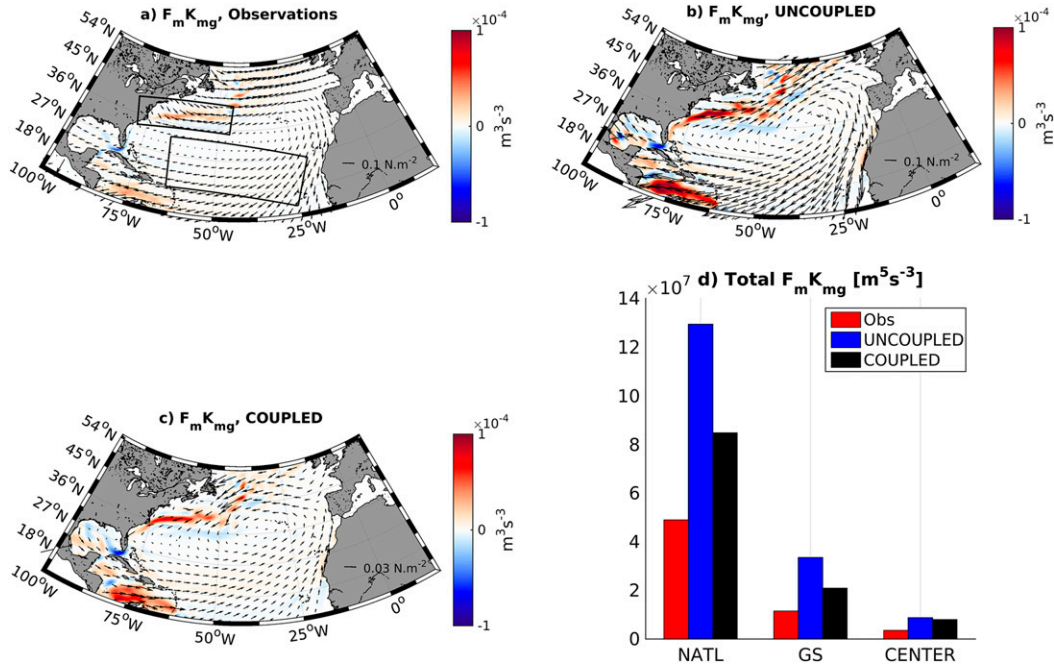 a) FmKmg, Observations
×10⁻⁴
54°N
45°N
36°N
27°N
18°N
100°W
75°W
50°W
25°W
0°
0.1 N.m⁻²
1
0
-1
m³s⁻³
b) FmKmg, UNCOUPLED
×10⁻⁴
54°N
45°N
36°N
27°N
18°N
100°W
75°W
50°W
25°W
0°
0.1 N.m⁻²
1
0
-1
m³s⁻³
c) FmKmg, COUPLED
×10⁻⁴
54°N
45°N
36°N
27°N
18°N
100°W
75°W
50°W
25°W
0°
0.03 N.m⁻²
1
0
-1
m³s⁻³
×10⁷ d) Total FmKmg [m⁵s⁻³]
14
12
10
8
6
4
2
0
Obs
UNCOUPLED
COUPLED
NATL GS CENTER